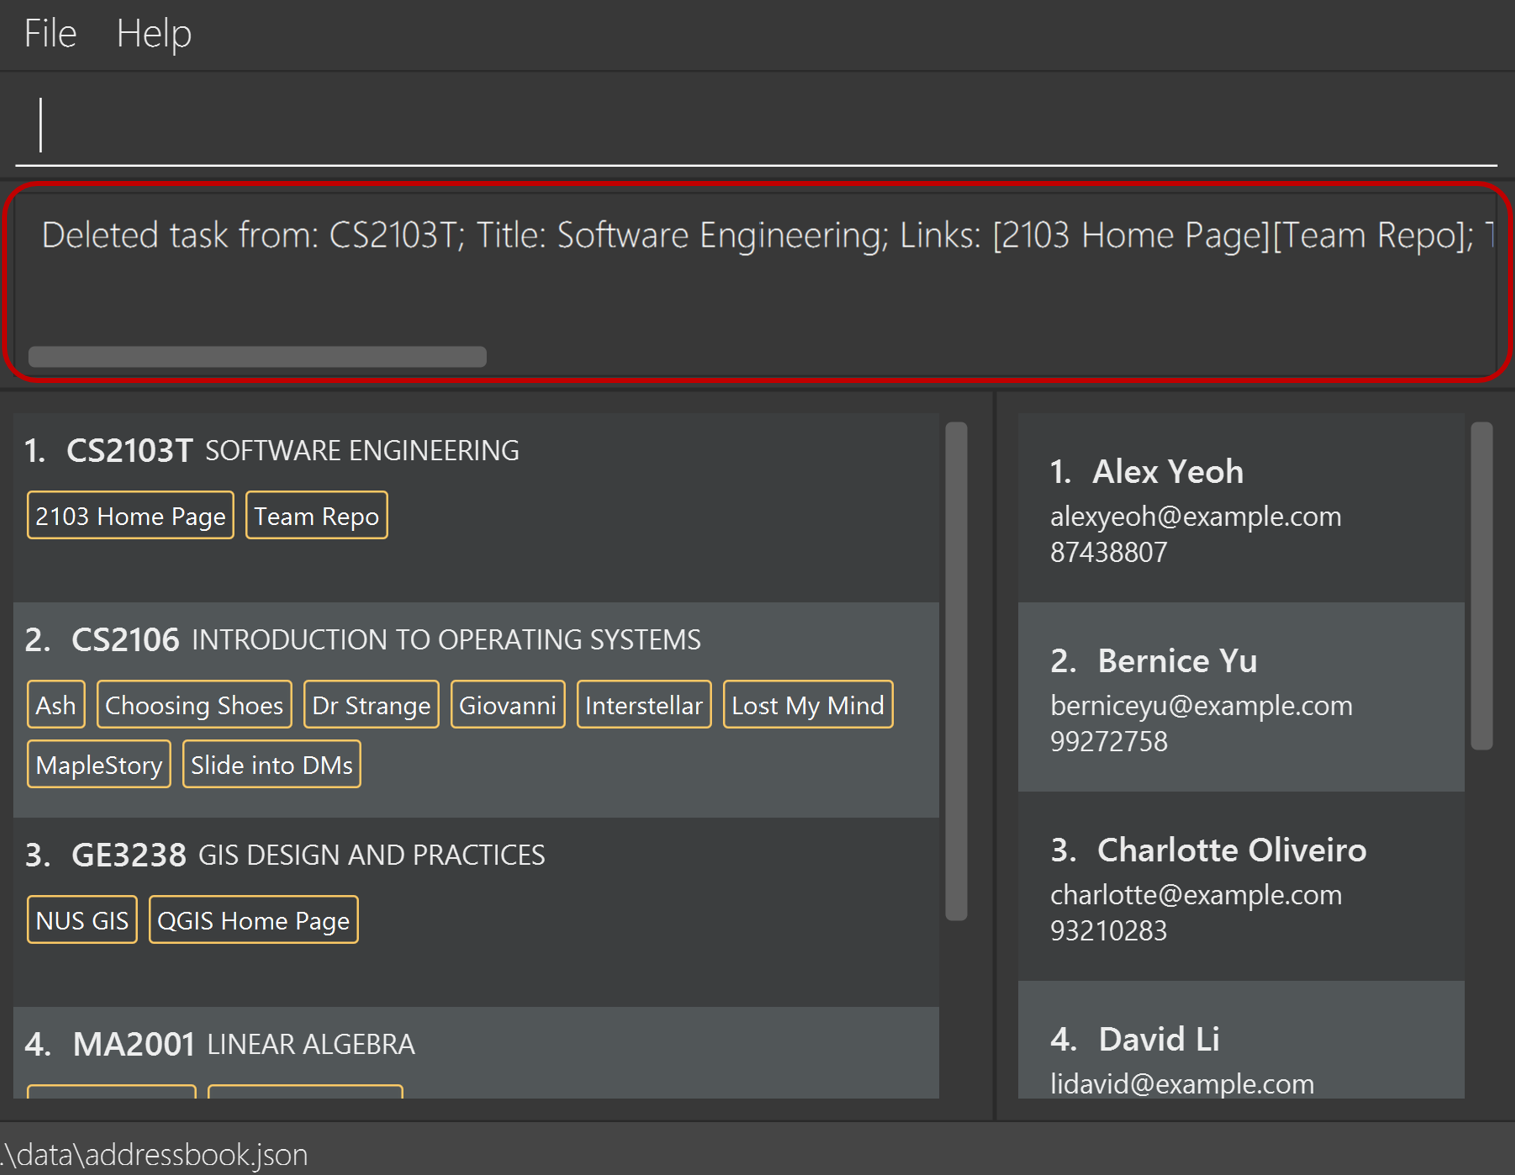 File Help
Deleted task from: CS2103T; Title: Software Engineering; Links: [2103 Home Page][Team Repo];
1. CS2103T SOFTWARE ENGINEERING
2103 Home Page Team Repo
2. CS2106 INTRODUCTION TO OPERATING SYSTEMS
Ash Choosing Shoes Dr Strange Giovanni Interstellar Lost My Mind
MapleStory Slide into DMs
3. GE3238 GIS DESIGN AND PRACTICES
NUS GIS QGIS Home Page
4. MA2001 LINEAR ALGEBRA
1. Alex Yeoh
alexyeoh@example.com
87438807
2. Bernice Yu
berniceyu@example.com
99272758
3. Charlotte Oliveiro
charlotte@example.com
93210283
4. David Li
lidavid@example.com
.\data\addressbook.json